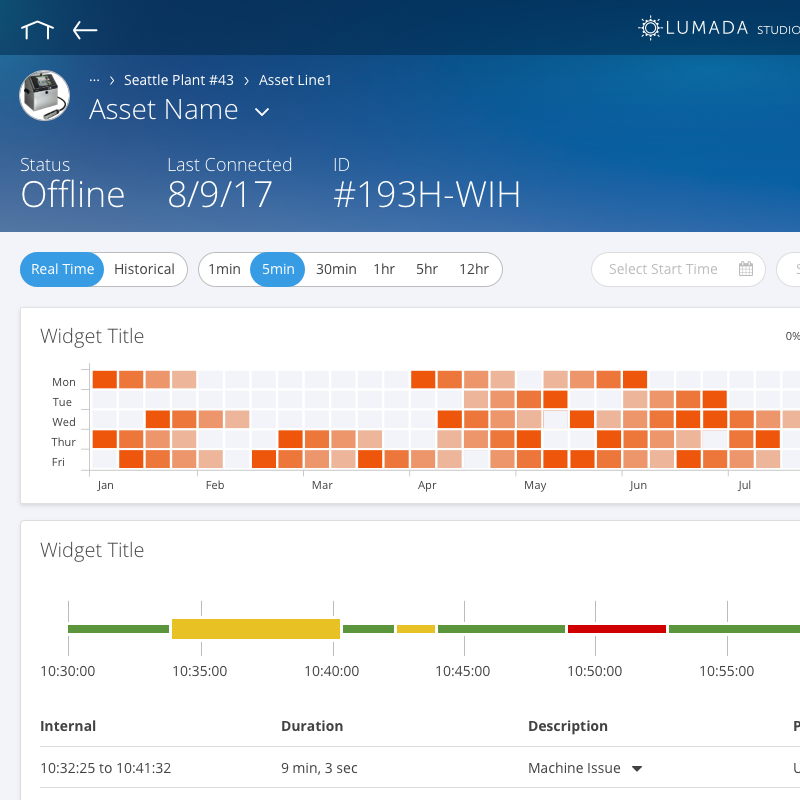 LUMADA STUDIO
... > Seattle Plant #43 > Asset Line1
Asset Name
Status Last Connected ID
Offline 8/9/17 #193H-WIH
Real Time Historical 1min 5min 30min 1hr 5hr 12hr Select Start Time S
Widget Title 0%
Mon
Tue
Wed
Thur
Fri
Jan Feb Mar Apr May Jun Jul
Widget Title
10:30:00 10:35:00 10:40:00 10:45:00 10:50:00 10:55:00
Internal Duration Description P
10:32:25 to 10:41:32 9 min, 3 sec Machine Issue U